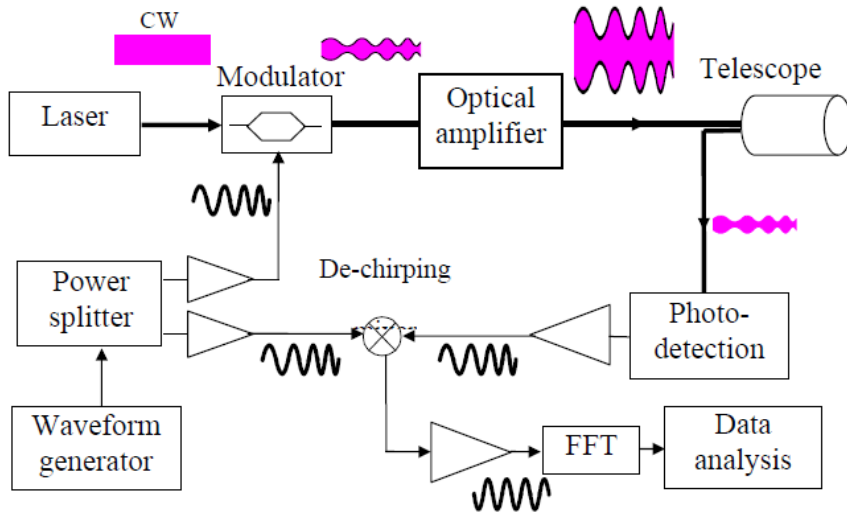 CW
Modulator
Telescope
Laser
Optical
amplifier
De-chirping
Power
splitter
Photo-
detection
Waveform
generator
FFT
Data
analysis